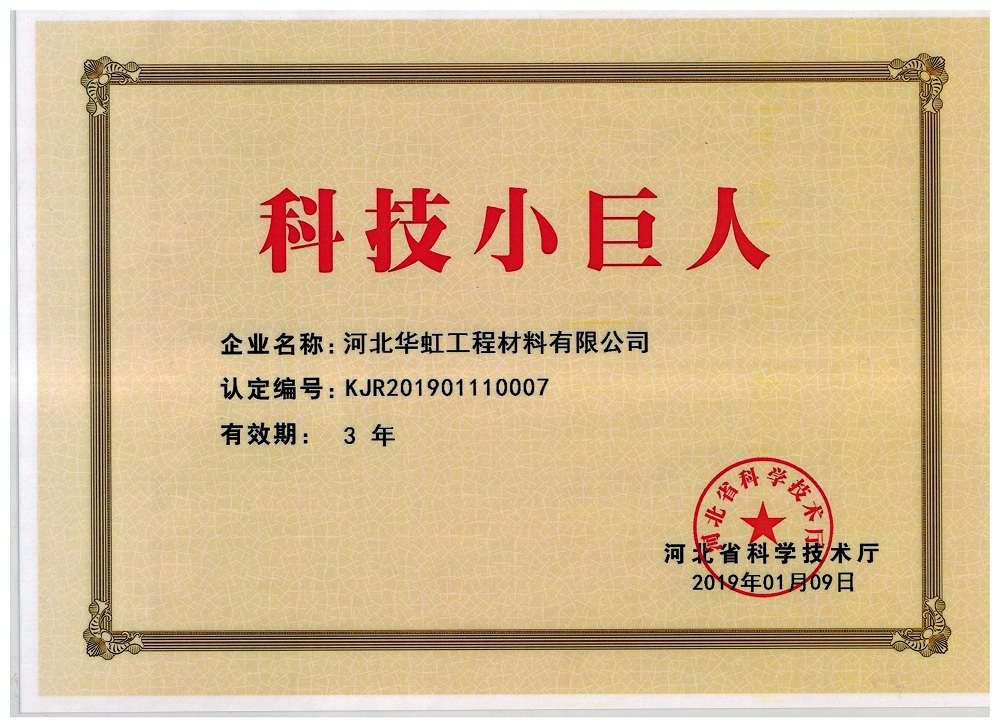 科技小巨人
企业名称：河北华虹工程材料有限公司
认定编号：KJR201901110007
有效期： 3 年
河北省科学技术厅
河北省科学技术厅
2019年01月09日